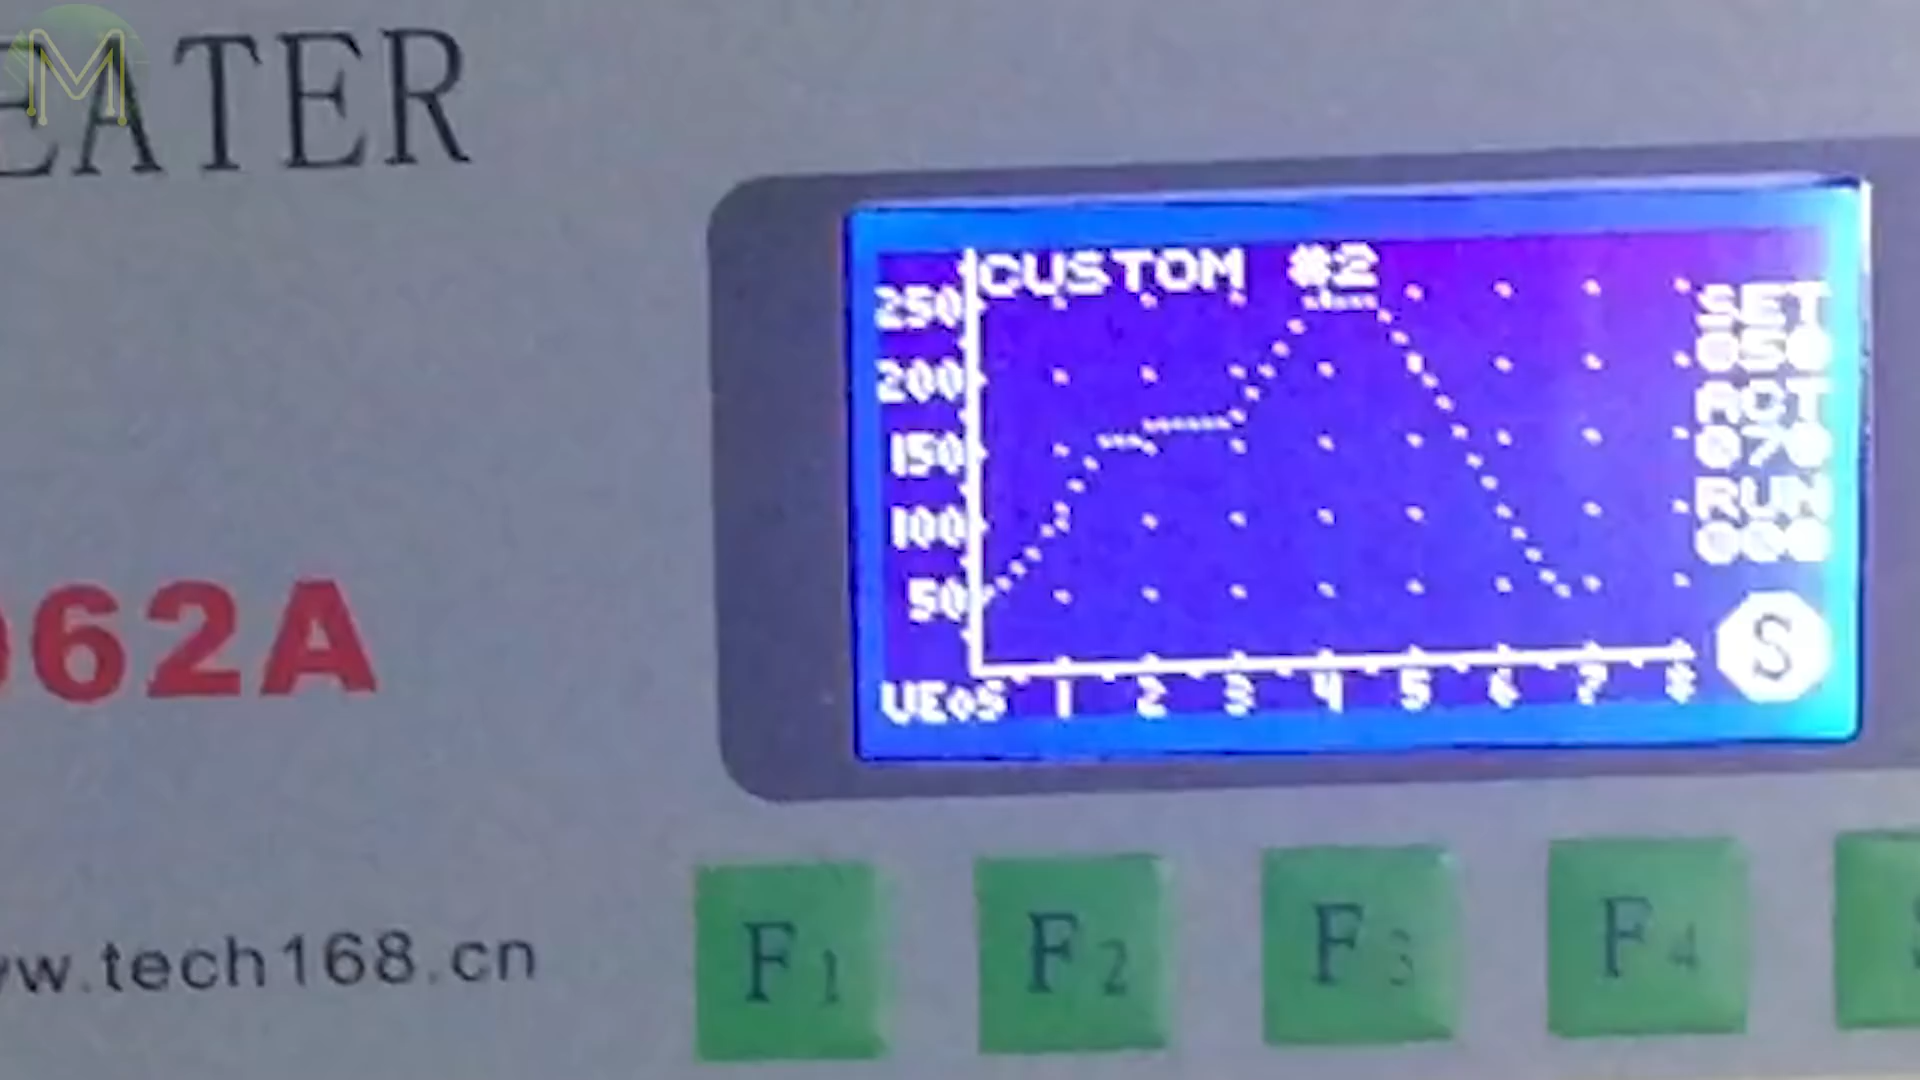 M
EATER
962A
ww.tech168.cn
CUSTOM #2
250
200
150
100
50
SET
050
ACT
070
RUN
000
S
1 2 3 4 5 6 7 8
F1 F2 F3 F4